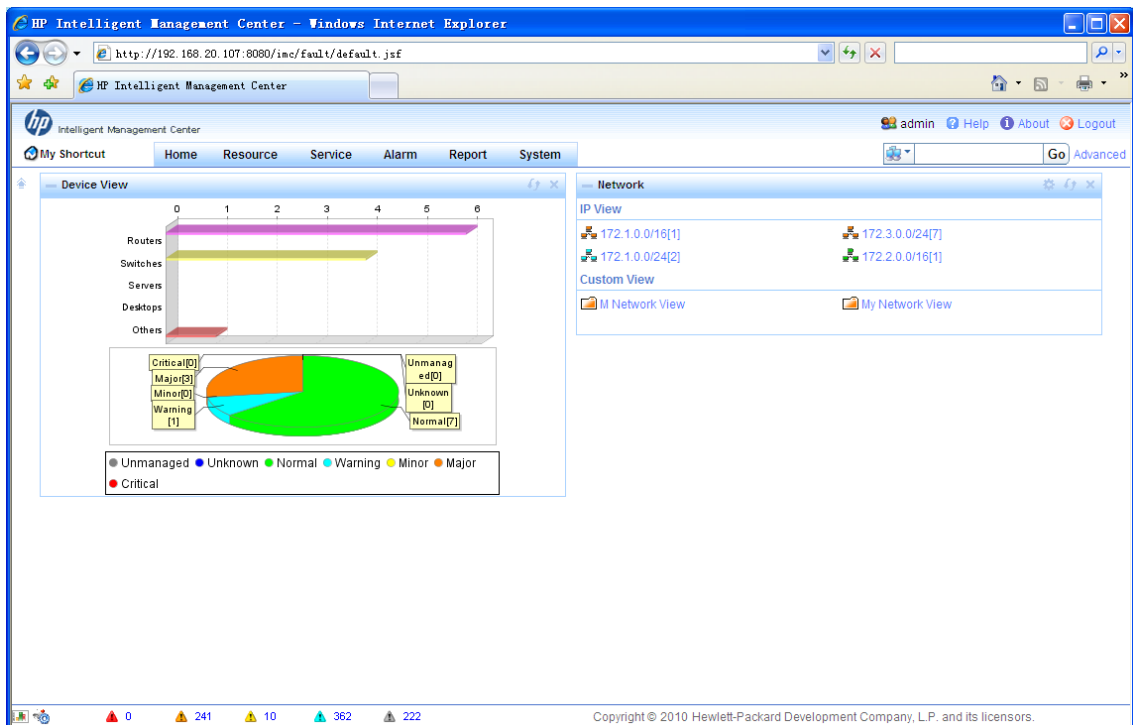 HP Intelligent Management Center - Windows Internet Explorer
http://192.168.20.107:8080/imc/fault/default.jsf
HP Intelligent Management Center
»
hp Intelligent Management Center
admin Help About Logout
My Shortcut Home Resource Service Alarm Report System Go Advanced
Device View
0 1 2 3 4 5 6
Routers
Switches
Servers
Desktops
Others
Critical[0]
Major[3]
Minor[0]
Warning
[1]
Unmanag
ed[0]
Unknown
[0]
Normal[7]
Unmanaged Unknown Normal Warning Minor Major
Critical
Network
IP View
172.1.0.0/16[1] 172.3.0.0/24[7]
172.1.0.0/24[2] 172.2.0.0/16[1]
Custom View
M Network View My Network View
0 241 10 362 222
Copyright © 2010 Hewlett-Packard Development Company, L.P. and its licensors.